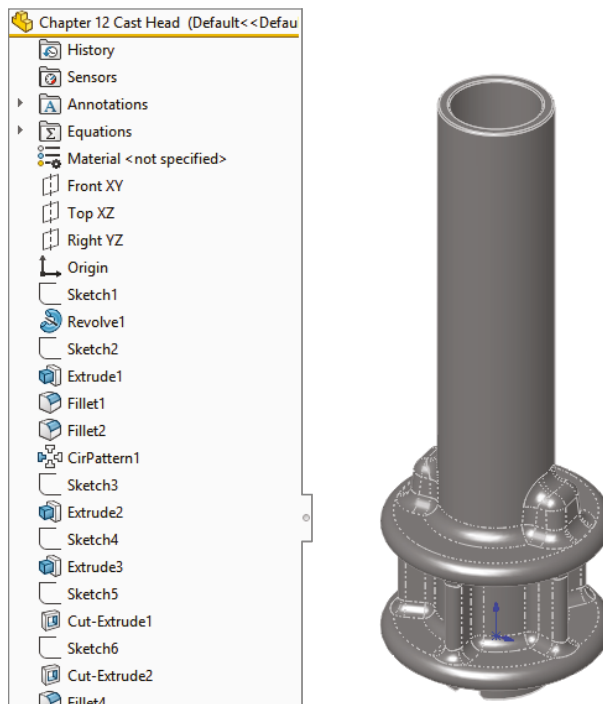 Chapter 12 Cast Head (Default<<Defau
History
Sensors
A Annotations
Σ Equations
Material <not specified>
Front XY
Top XZ
Right YZ
Origin
Sketch1
Revolve1
Sketch2
Extrude1
Fillet1
Fillet2
CirPattern1
Sketch3
Extrude2
Sketch4
Extrude3
Sketch5
Cut-Extrude1
Sketch6
Cut-Extrude2
Fillet4